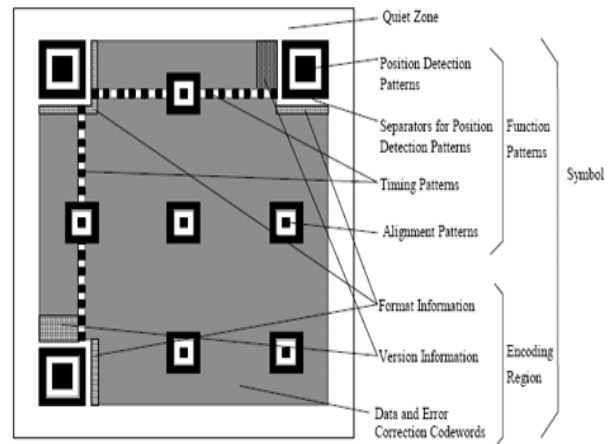 Quiet Zone
Position Detection
Patterns
Separators for Position
Detection Patterns
Function
Patterns
Timing Patterns
Symbol
Alignment Patterns
Format Information
Version Information
Encoding
Region
Data and Error
Correction Codewords